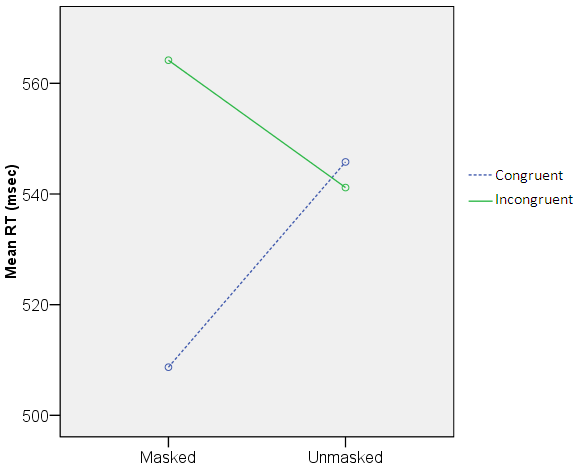 Mean RT (msec)
560
540
520
500
Masked
Unmasked
Congruent
Incongruent